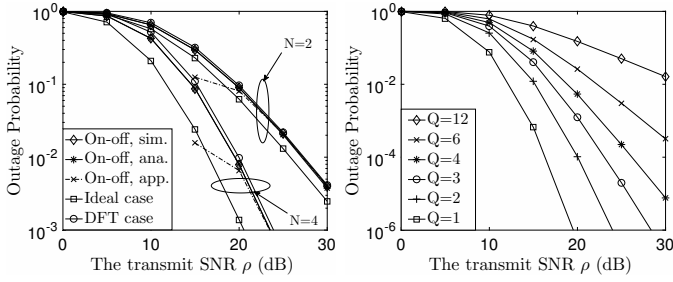 10^0
10^-1
10^-2
10^-3
Outage Probability
N=2
N=4
On-off, sim.
On-off, ana.
On-off, app.
Ideal case
DFT case
0 10 20 30
The transmit SNR ρ (dB)
10^0
10^-2
10^-4
10^-6
Outage Probability
Q=12
Q=6
Q=4
Q=3
Q=2
Q=1
0 10 20 30
The transmit SNR ρ (dB)